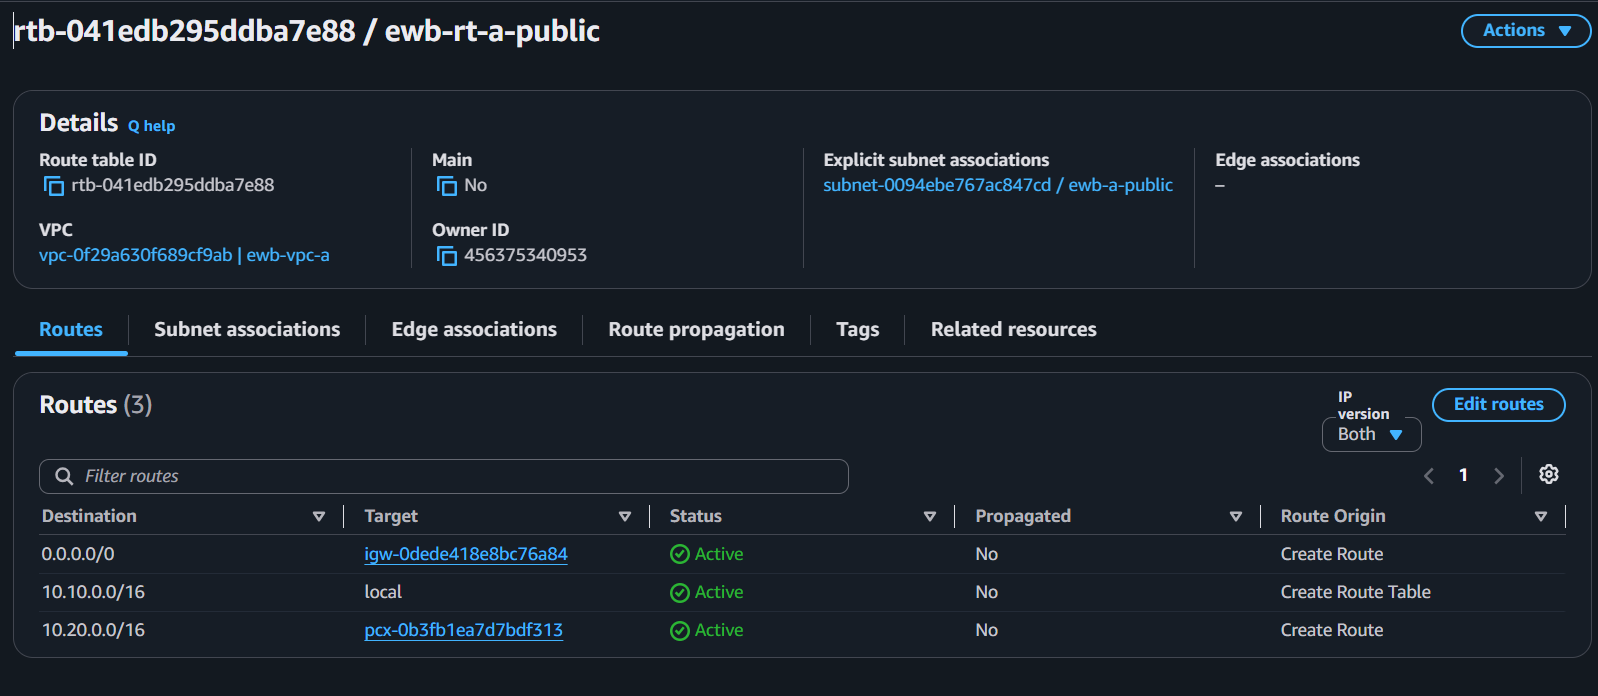 rtb-041edb295ddba7e88 / ewb-rt-a-public
Actions
Details Q help
Route table ID
rtb-041edb295ddba7e88
Main
No
Explicit subnet associations
subnet-0094ebe767ac847cd / ewb-a-public
Edge associations
–
VPC
vpc-0f29a630f689cf9ab | ewb-vpc-a
Owner ID
456375340953
Routes Subnet associations Edge associations Route propagation Tags Related resources
Routes (3)
IP version
Both
Edit routes
Filter routes
1
Destination Target Status Propagated Route Origin
0.0.0.0/0 igw-0dede418e8bc76a84 Active No Create Route
10.10.0.0/16 local Active No Create Route Table
10.20.0.0/16 pcx-0b3fb1ea7d7bdf313 Active No Create Route